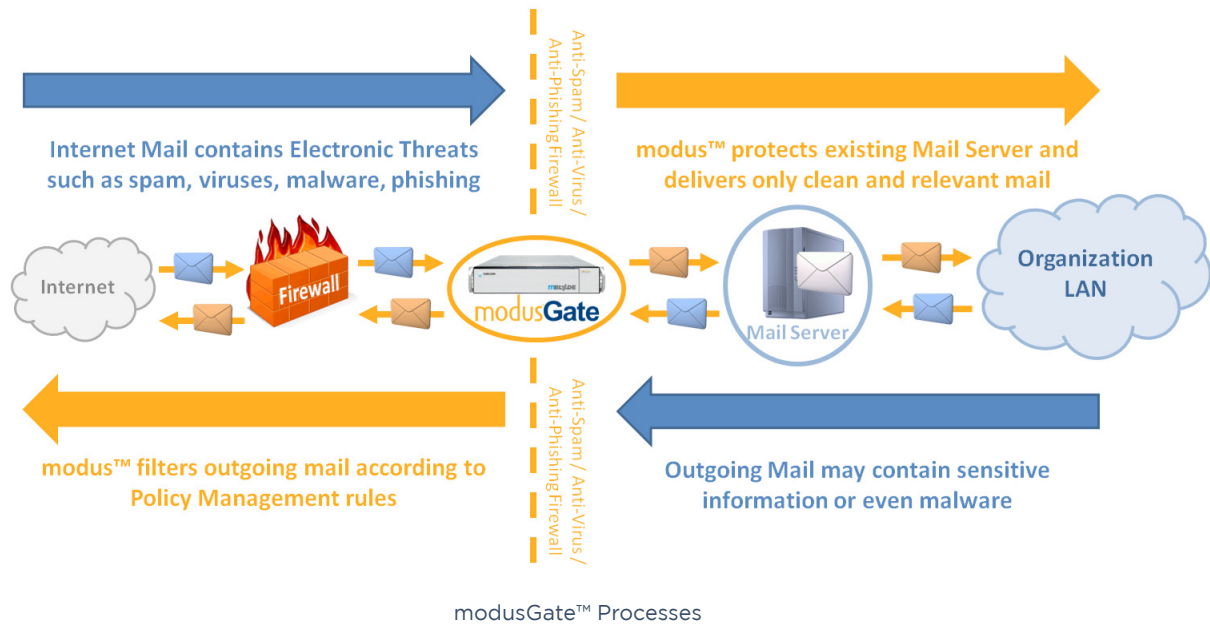 Anti-Spam / Anti-Virus /
Anti-Phishing Firewall
Internet Mail contains Electronic Threats
such as spam, viruses, malware, phishing
modus™ protects existing Mail Server and
delivers only clean and relevant mail
Internet
Firewall
modusGate
Mail Server
Organization
LAN
modus™ filters outgoing mail according to
Policy Management rules
Anti-Spam / Anti-Virus /
Anti-Phishing Firewall
Outgoing Mail may contain sensitive
information or even malware
modusGate™ Processes